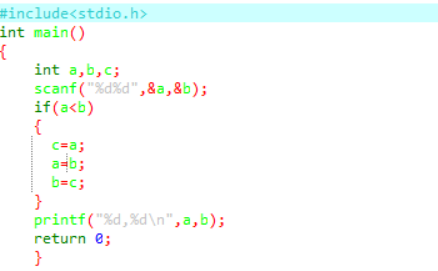 #include<stdio.h>
int main()
{
int a,b,c;
scanf("%d%d",&a,&b);
if(a<b)
{
c=a;
a=b;
b=c;
}
printf("%d,%d\n",a,b);
return 0;
}